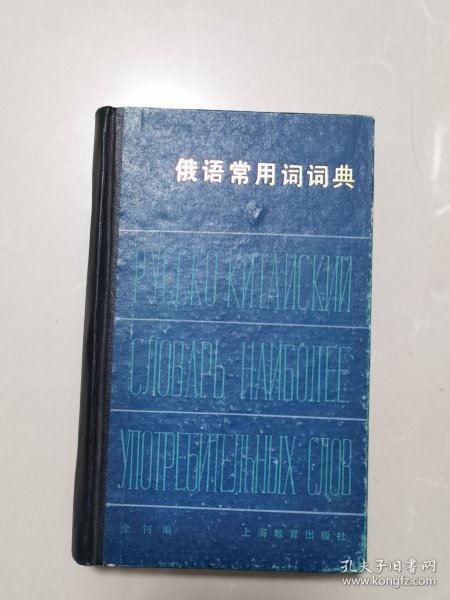 俄语常用词词典
РУССКО-КИТАЙСКИЙ
СЛОВАРЬ НАИБОЛЕЕ
УПОТРЕБИТЕЛЬНЫХ СЛОВ
金钊编 上海教育出版社
孔夫子旧书网
www.kongfz.com